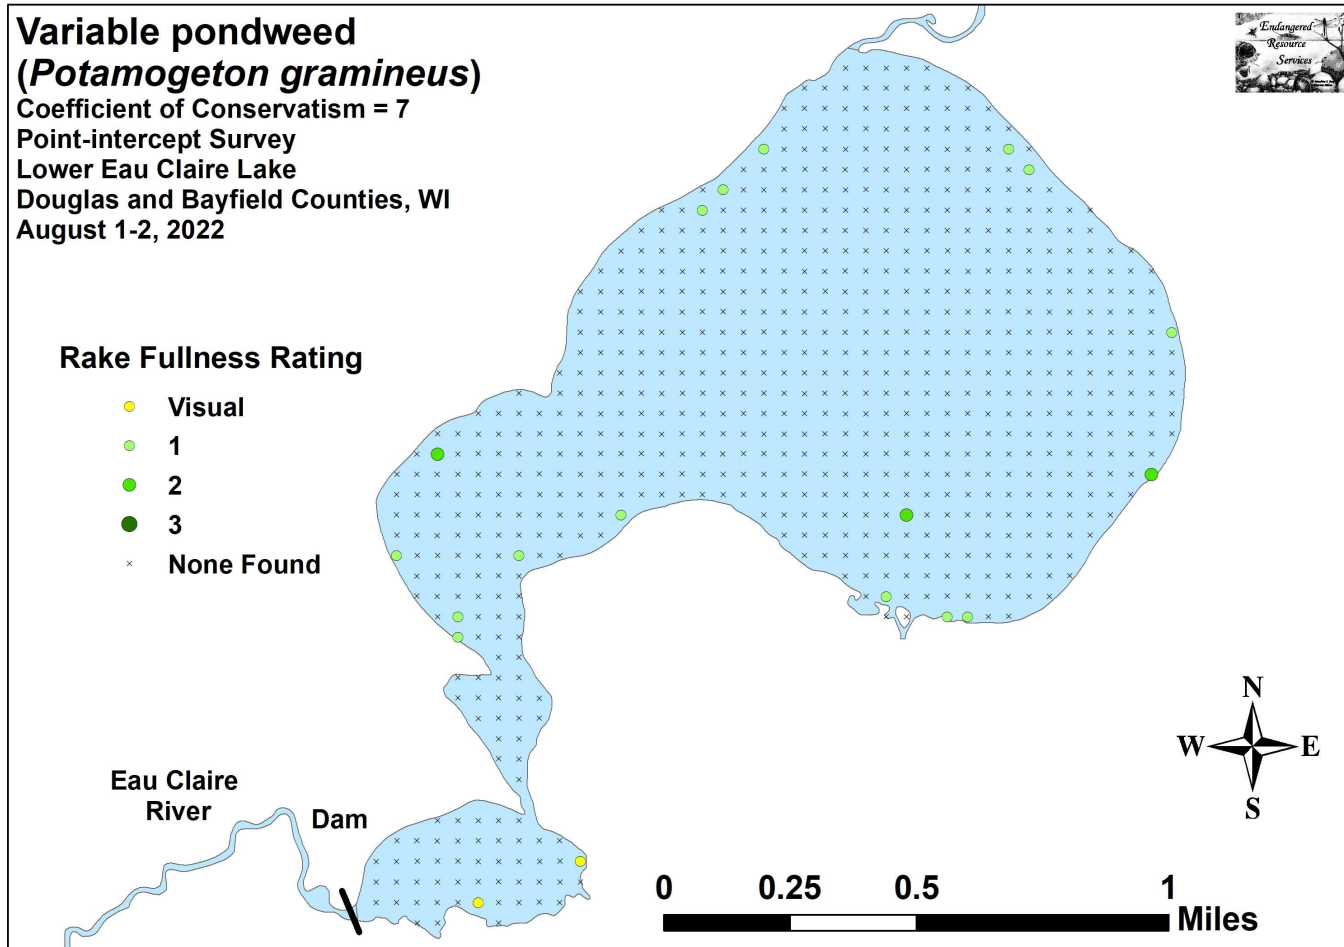 Variable pondweed
(Potamogeton gramineus)
Coefficient of Conservatism = 7
Point-intercept Survey
Lower Eau Claire Lake
Douglas and Bayfield Counties, WI
August 1-2, 2022
Endangered
Resource
Services
Rake Fullness Rating
Visual
1
2
3
None Found
N
W E
S
Eau Claire
River
Dam
0 0.25 0.5 1
Miles